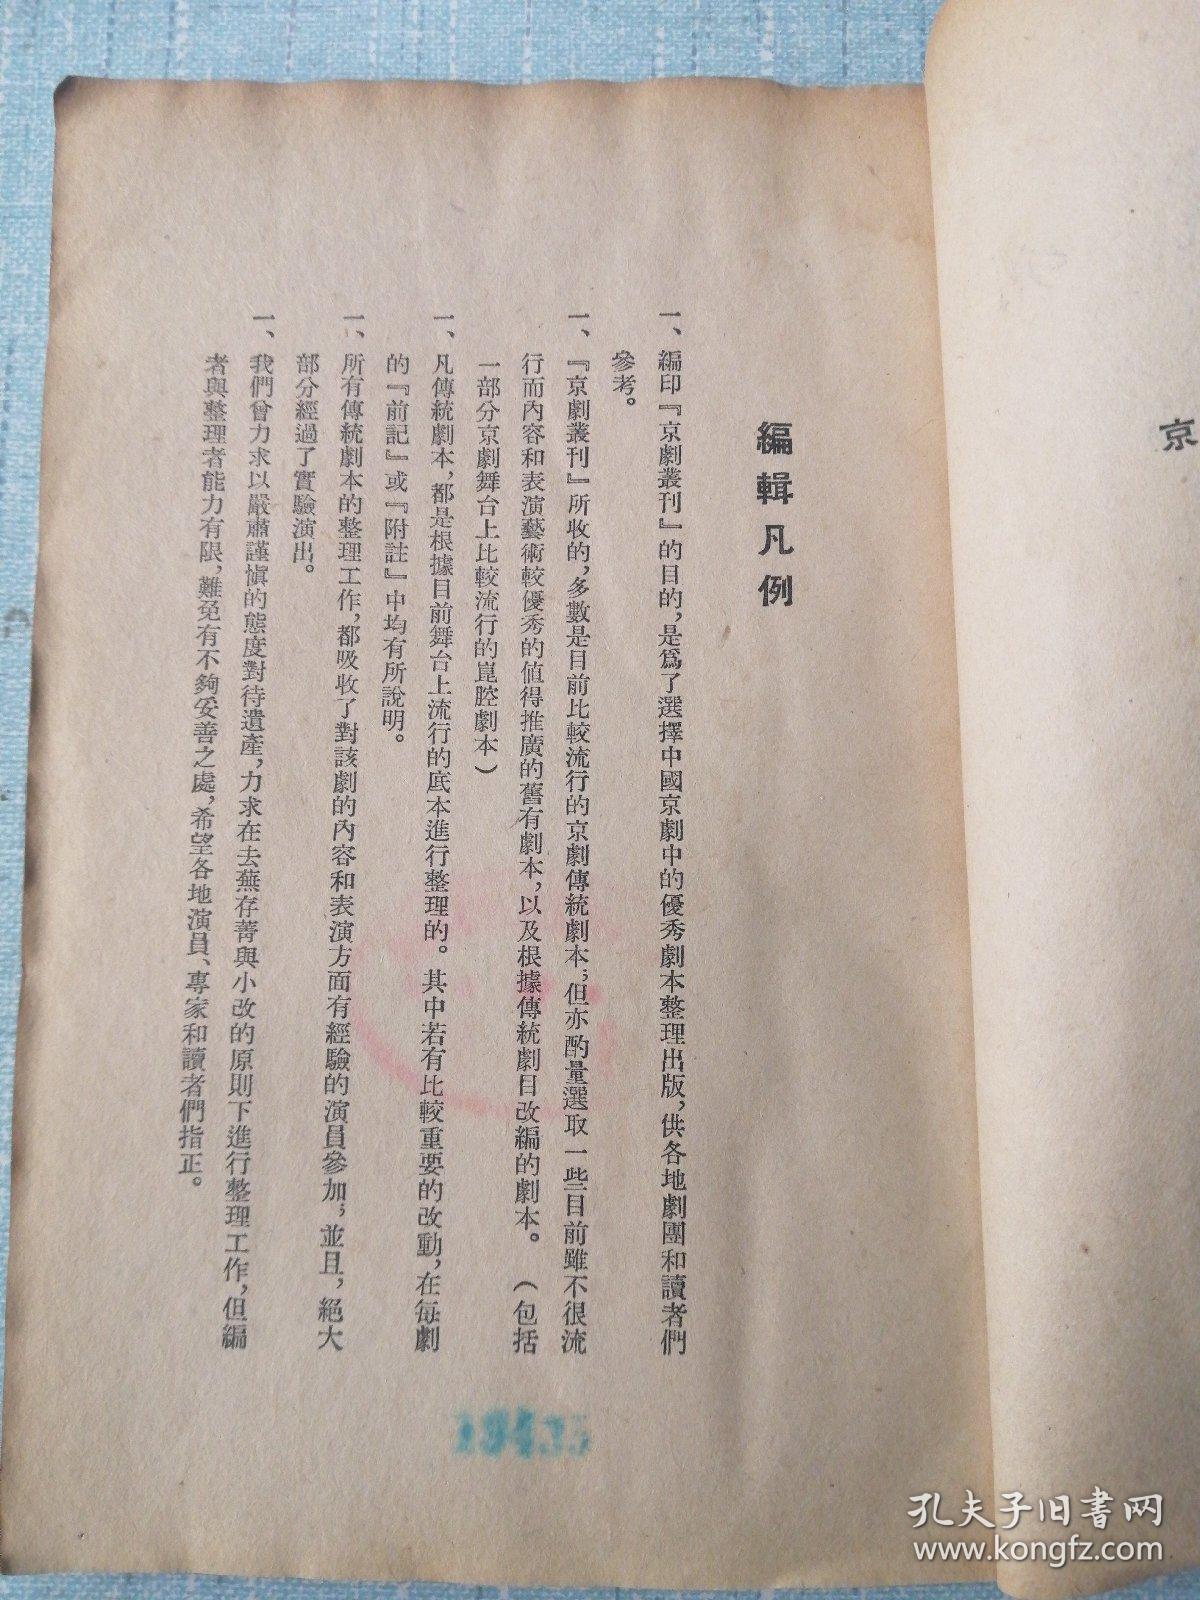 編輯凡例
一、編印『京劇叢刊』的目的，是爲了選擇中國京劇中的優秀劇本整理出版，供各地劇團和讀者們
參考。
一、『京劇叢刊』所收的，多數是目前比較流行的京劇傳統劇本；但亦酌量選取一些目前雖不很流
行而內容和表演藝術較優秀的値得推廣的舊有劇本，以及根據傳統劇目改編的劇本。（包括
一部分京劇舞台上比較流行的崑腔劇本）
一、凡傳統劇本，都是根據目前舞台上流行的底本進行整理的。其中若有比較重要的改動，在每劇
的『前記』或『附註』中均有所說明。
一、所有傳統劇本的整理工作，都吸收了對該劇的內容和表演方面有經驗的演員參加；並且，絕大
部分經過了實驗演出。
一、我們曾力求以嚴肅謹愼的態度對待遺產，力求在去蕪存菁與小改的原則下進行整理工作，但編
者與整理者能力有限，難免有不夠妥善之處，希望各地演員、專家和讀者們指正。
京
孔夫子旧书网
www.kongfz.com